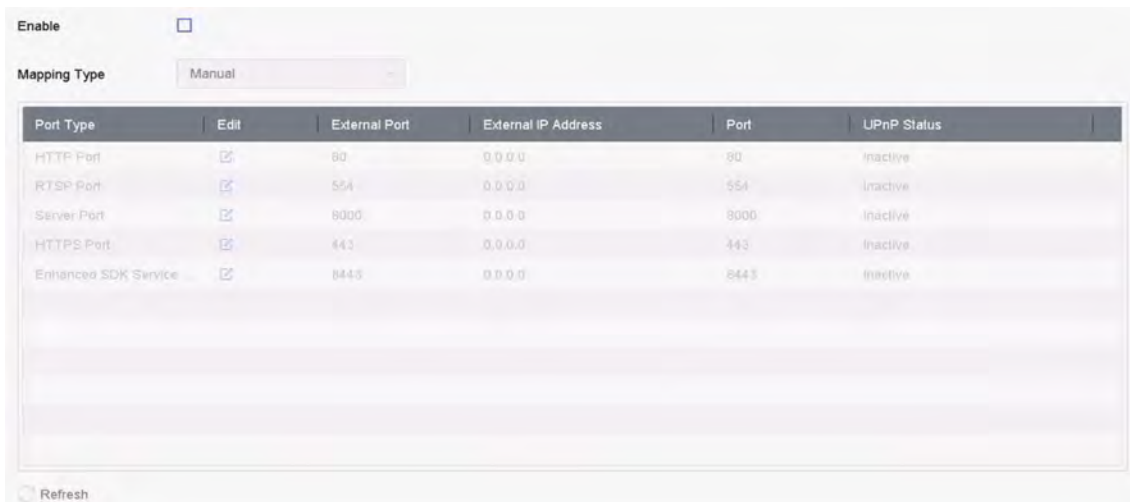 Enable
Mapping Type Manual
Port Type Edit External Port External IP Address Port UPnP Status
HTTP Port 80 0.0.0.0 80 Inactive
RTSP Port 554 0.0.0.0 554 Inactive
Server Port 8000 0.0.0.0 8000 Inactive
HTTPS Port 443 0.0.0.0 443 Inactive
Enhanced SDK Service ... 8443 0.0.0.0 8443 Inactive
Refresh